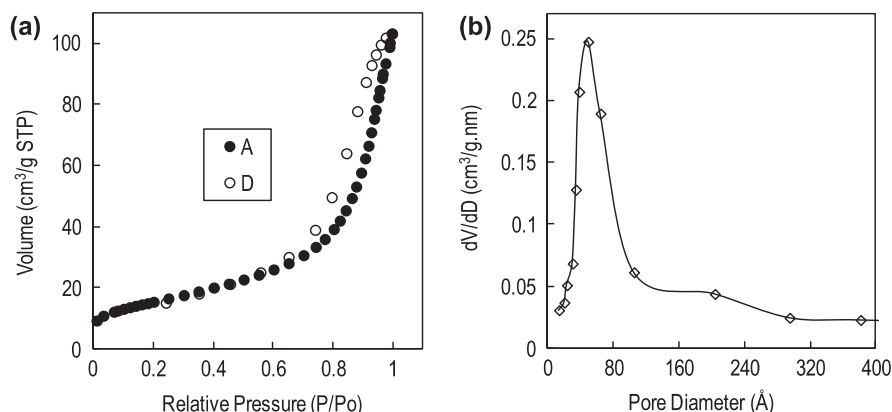 (a)
100
80
60
40
20
0
Volume (cm³/g STP)
A
D
0 0.2 0.4 0.6 0.8 1
Relative Pressure (P/Po)
(b)
0.25
0.2
0.15
0.1
0.05
0
dV/dD (cm³/g.nm)
0 80 160 240 320 400
Pore Diameter (Å)